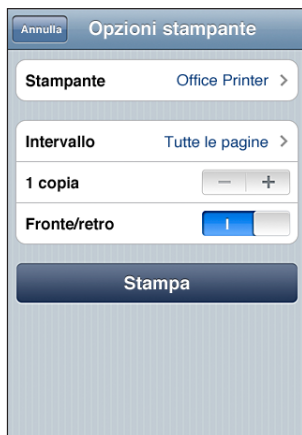 Annulla Opzioni stampante
Stampante Office Printer
Intervallo Tutte le pagine
1 copia
Fronte/retro
Stampa